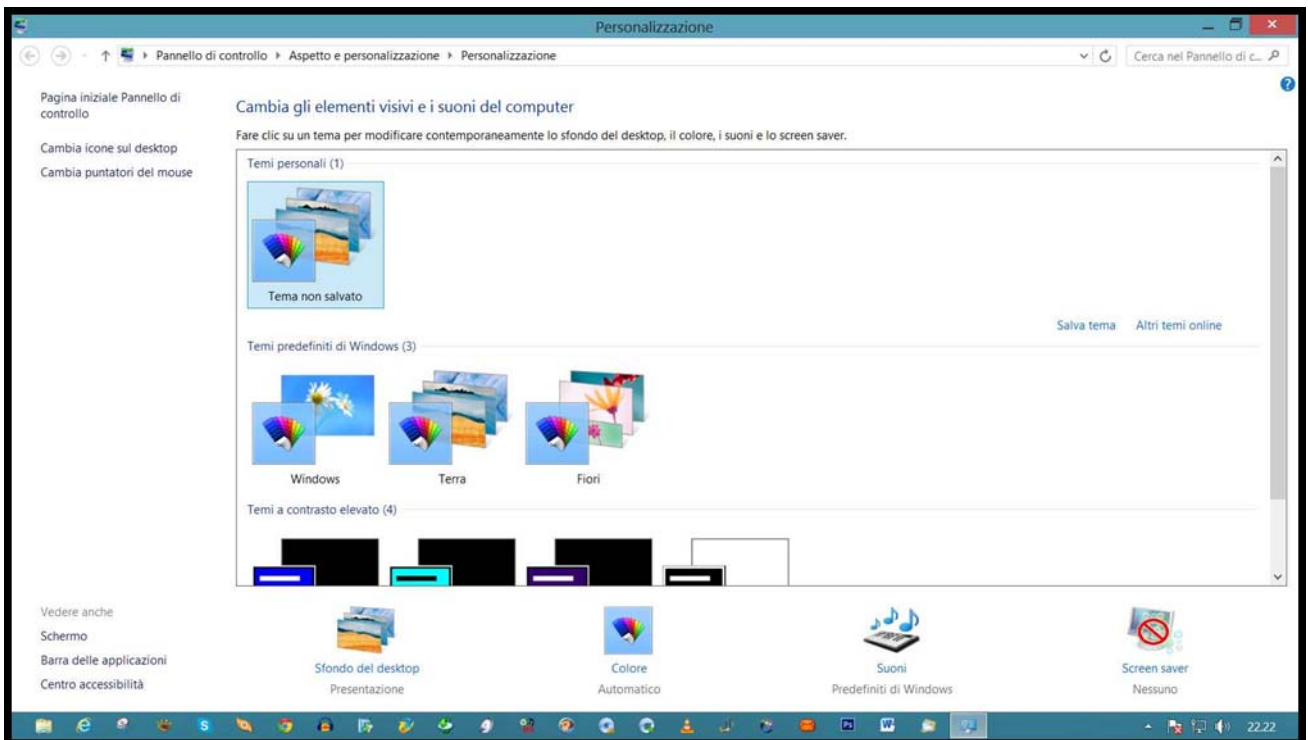 Personalizzazione
Pannello di controllo Aspetto e personalizzazione Personalizzazione
Cerca nel Pannello di c...
Pagina iniziale Pannello di
controllo
Cambia icone sul desktop
Cambia puntatori del mouse
Cambia gli elementi visivi e i suoni del computer
Fare clic su un tema per modificare contemporaneamente lo sfondo del desktop, il colore, i suoni e lo screen saver.
Temi personali (1)
Tema non salvato
Salva tema Altri temi online
Temi predefiniti di Windows (3)
Windows Terra Fiori
Temi a contrasto elevato (4)
Vedere anche
Schermo
Barra delle applicazioni
Centro accessibilità
Sfondo del desktop
Presentazione
Colore
Automatico
Suoni
Predefiniti di Windows
Screen saver
Nessuno
22.22